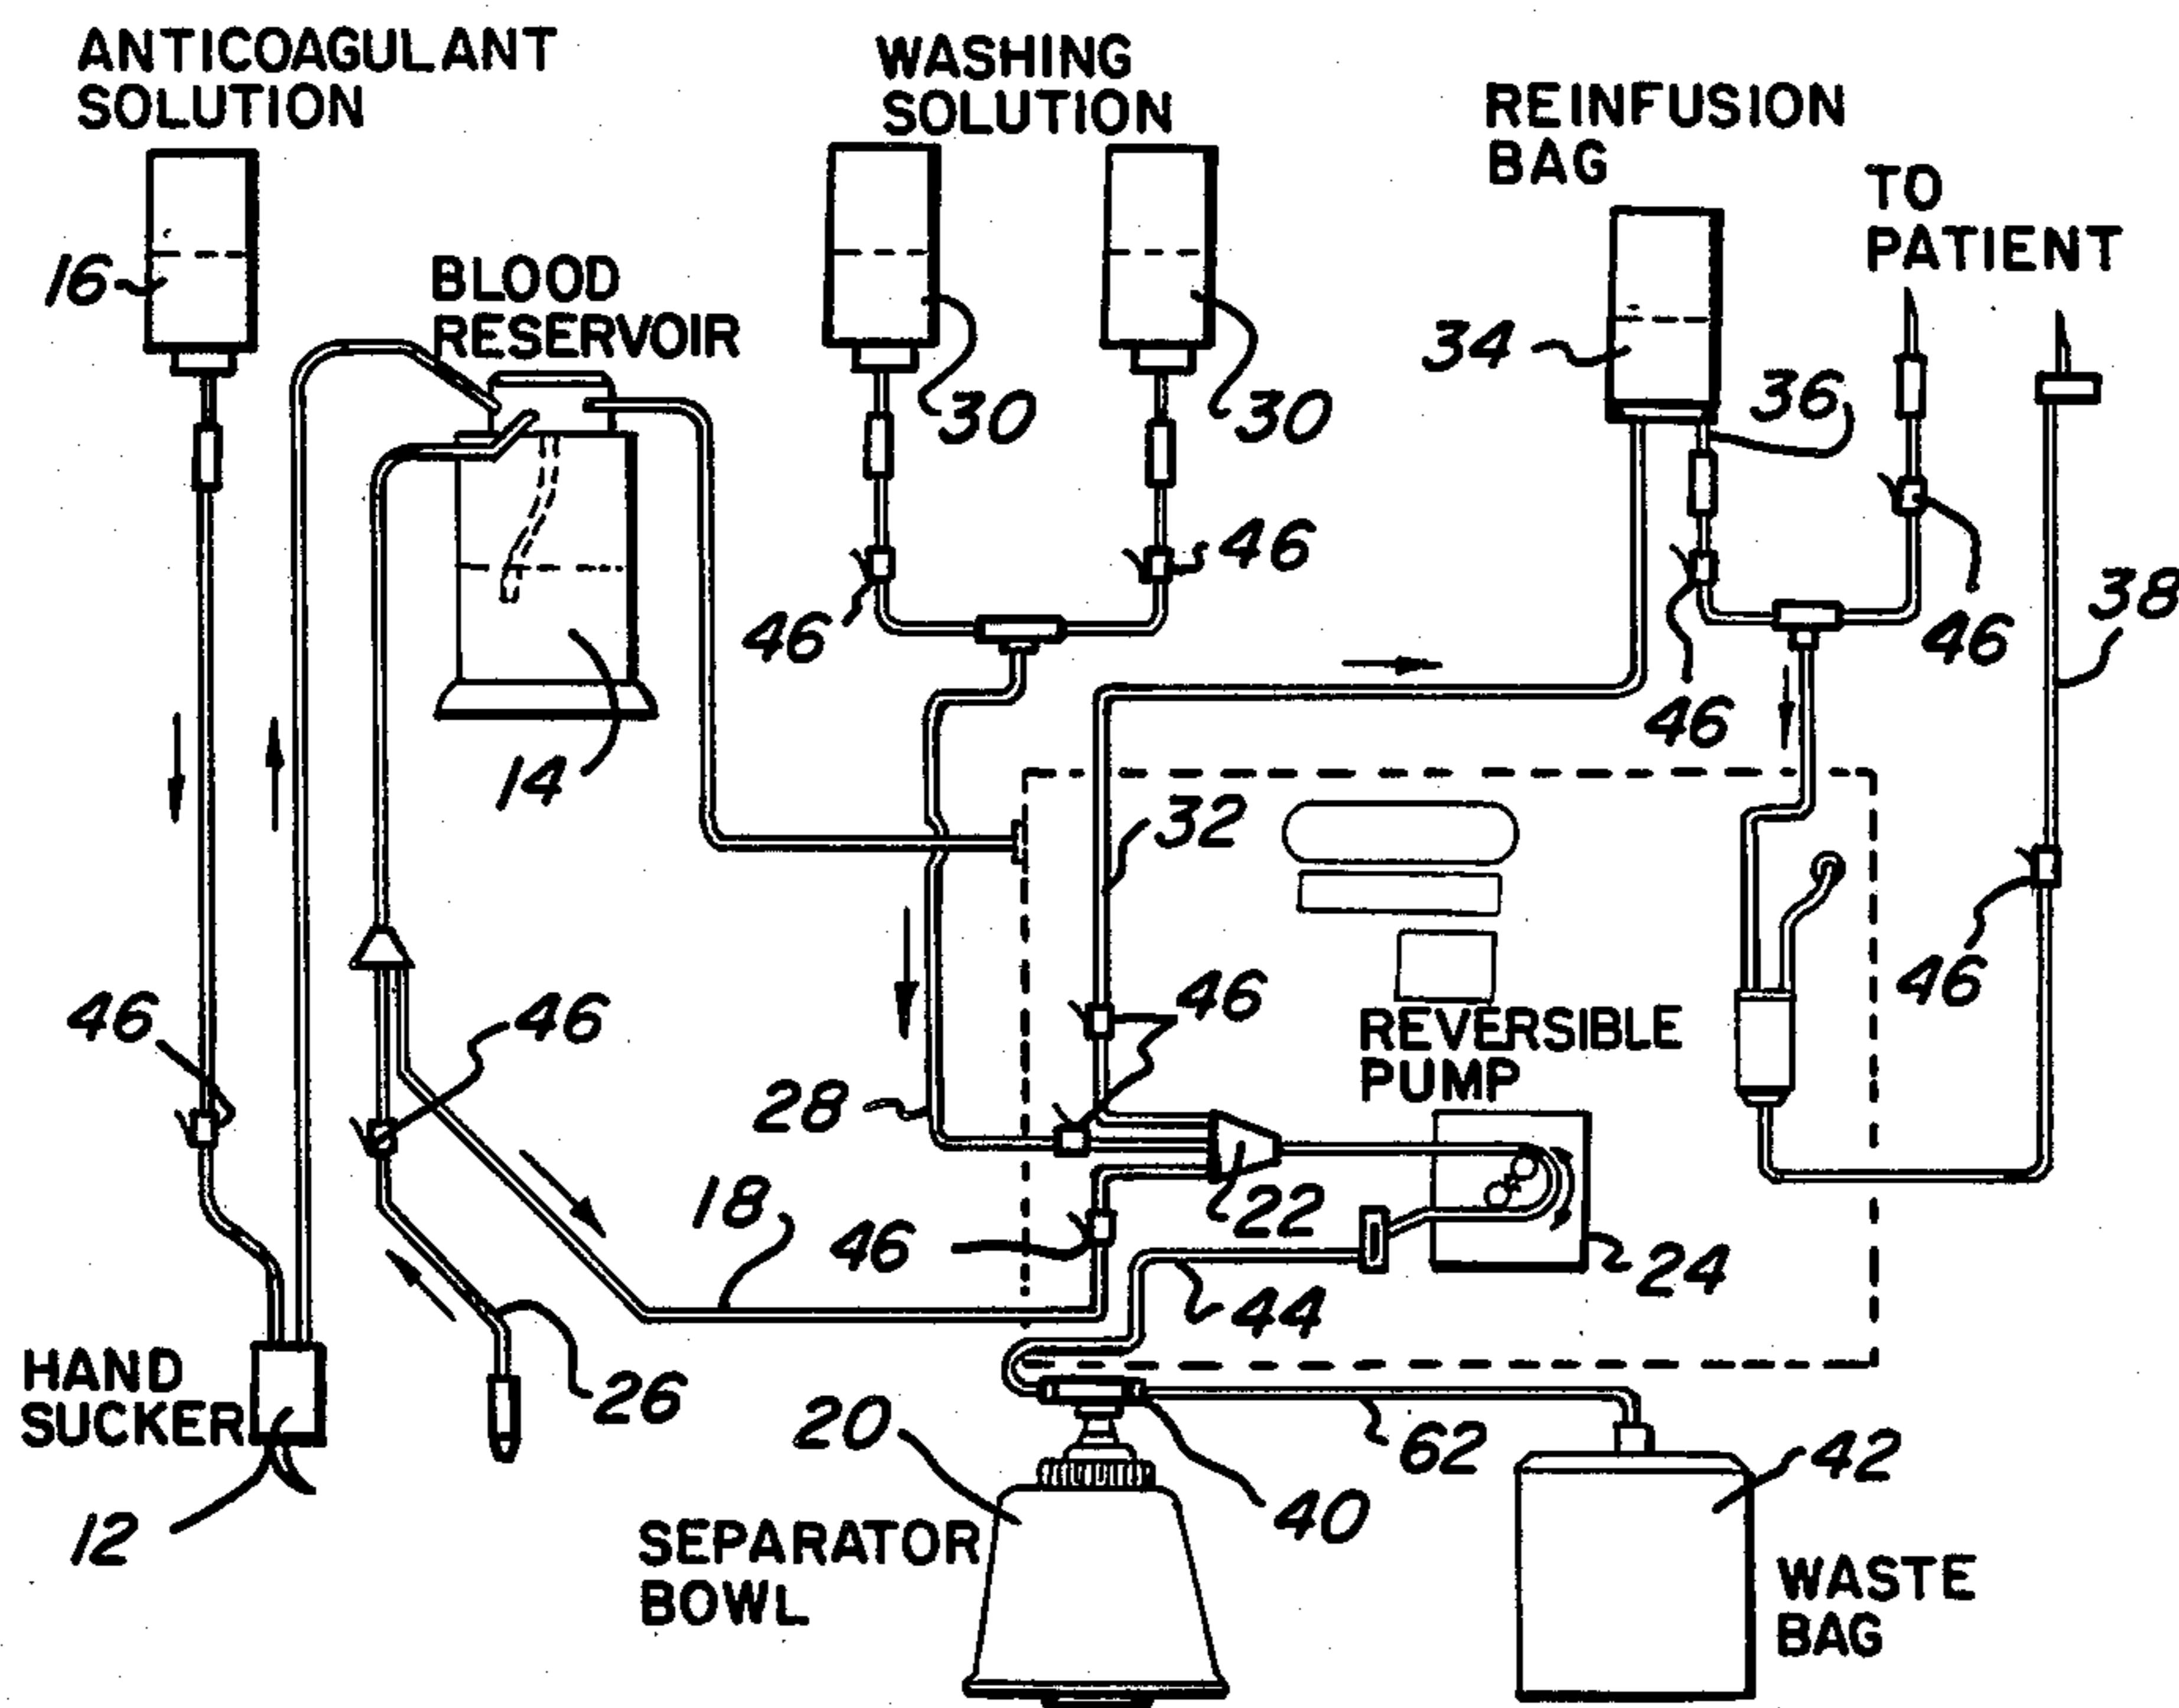 ANTICOAGULANT
SOLUTION
WASHING
SOLUTION
REINFUSION
BAG
TO
PATIENT
16
BLOOD
RESERVOIR
30
30
34
36
46
46
46
46
38
14
32
46
46
46
46
REVERSIBLE
PUMP
28
18
46
22
24
44
HAND
SUCKER
26
20
40
62
42
12
SEPARATOR
BOWL
WASTE
BAG